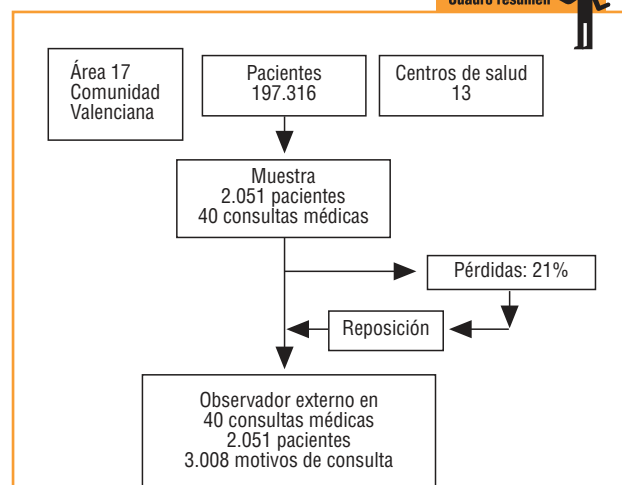 Cuadro resumen
Área 17
Comunidad
Valenciana
Pacientes
197.316
Centros de salud
13
Muestra
2.051 pacientes
40 consultas médicas
Pérdidas: 21%
Reposición
Observador externo en
40 consultas médicas
2.051 pacientes
3.008 motivos de consulta